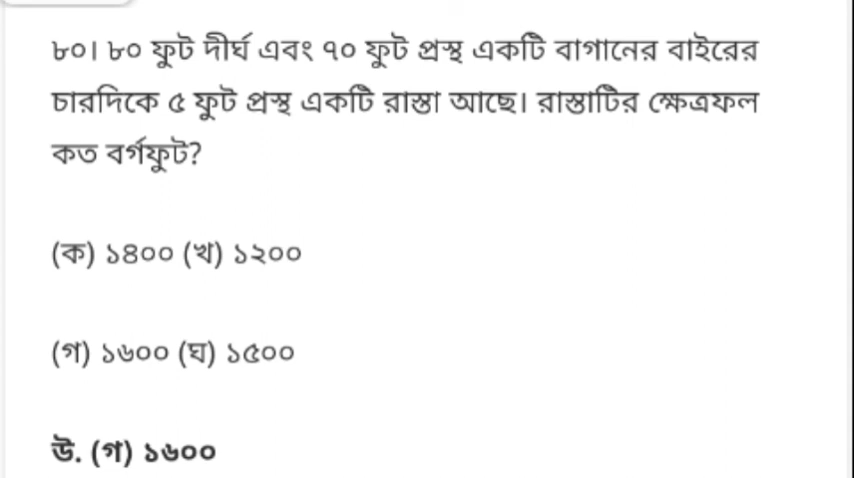 ৮০। ৮০ ফুট দীর্ঘ এবং ৭০ ফুট প্রস্থ একটি বাগানের বাইরের
চারদিকে ৫ ফুট প্রস্থ একটি রাস্তা আছে। রাস্তাটির ক্ষেত্রফল
কত বর্গফুট?
(ক) ১৪০০ (খ) ১২০০
(গ) ১৬০০ (ঘ) ১৫০০
উ. (গ) ১৬০০